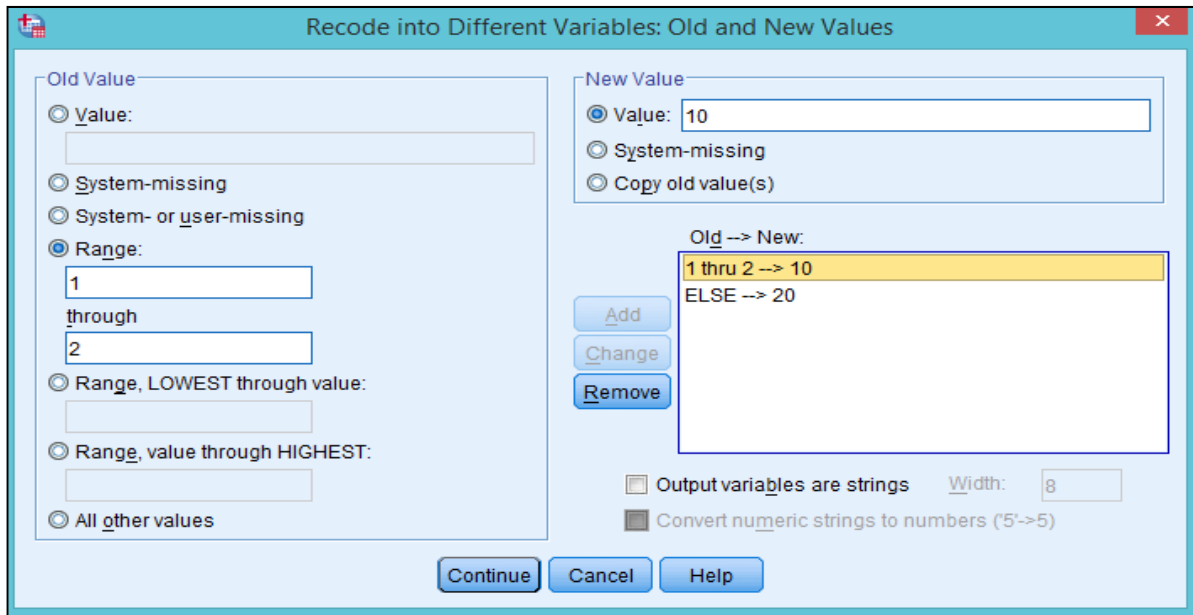 Recode into Different Variables: Old and New Values
Old Value
Value:
System-missing
System- or user-missing
Range:
1
through
2
Range, LOWEST through value:
Range, value through HIGHEST:
All other values
New Value
Value: 10
System-missing
Copy old value(s)
Old --> New:
1 thru 2 --> 10
ELSE --> 20
Add
Change
Remove
Output variables are strings Width: 8
Convert numeric strings to numbers ('5'->5)
Continue Cancel Help